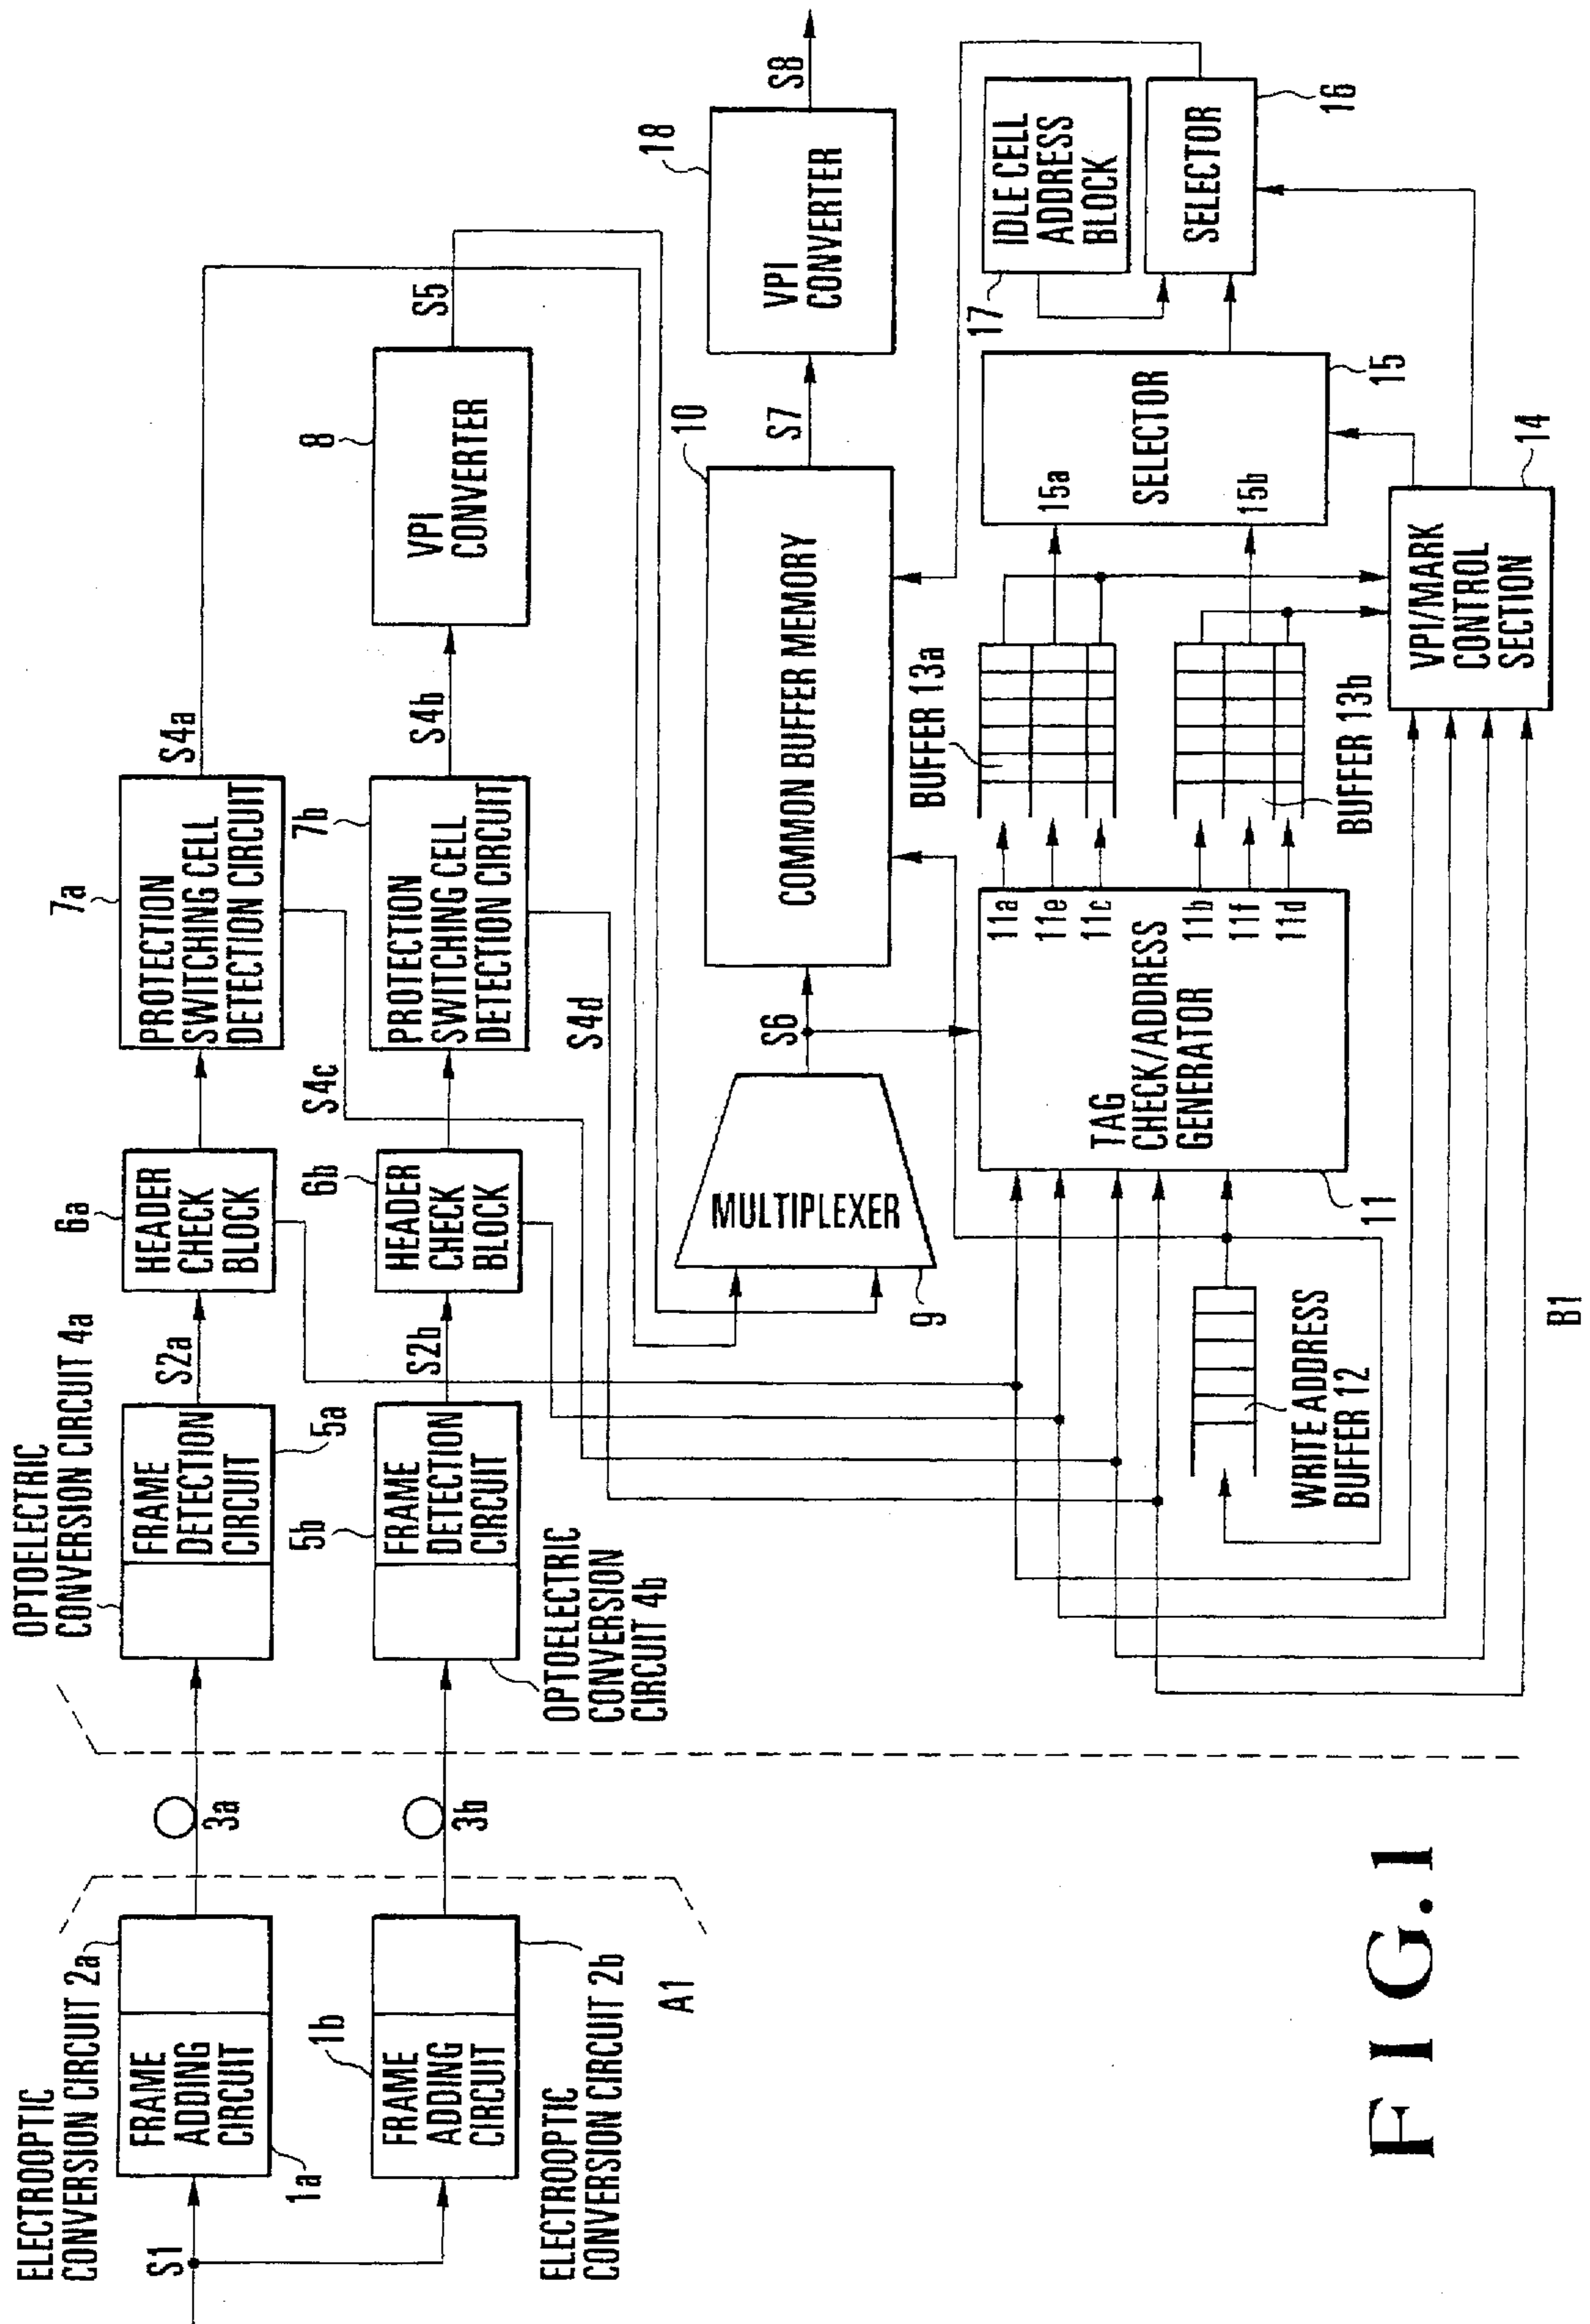 ELECTROOPTIC
CONVERSION CIRCUIT 2a
S1
FRAME
ADDING
CIRCUIT
1a
1b
FRAME
ADDING
CIRCUIT
ELECTROOPTIC
CONVERSION CIRCUIT 2b
A1
3a
3b
OPTOELECTRIC
CONVERSION CIRCUIT 4a
FRAME
DETECTION
CIRCUIT
5a
5b
FRAME
DETECTION
CIRCUIT
OPTOELECTRIC
CONVERSION
CIRCUIT 4b
S2a
S2b
6a
HEADER
CHECK
BLOCK
6b
HEADER
CHECK
BLOCK
7a
PROTECTION
SWITCHING CELL
DETECTION CIRCUIT
S4c
7b
PROTECTION
SWITCHING CELL
DETECTION CIRCUIT
S4d
S4a
S4b
8
VPI
CONVERTER
S5
MULTIPLEXER
9
S6
10
COMMON BUFFER MEMORY
S7
18
VPI
CONVERTER
S8
WRITE ADDRESS
BUFFER 12
TAG
CHECK/ADDRESS
GENERATOR
11
11a
11e
11c
11b
11f
11d
BUFFER 13a
BUFFER 13b
15a
15b
SELECTOR
15
17
IDLE CELL
ADDRESS
BLOCK
SELECTOR
16
VPI/MARK
CONTROL
SECTION
14
B1
FIG.1